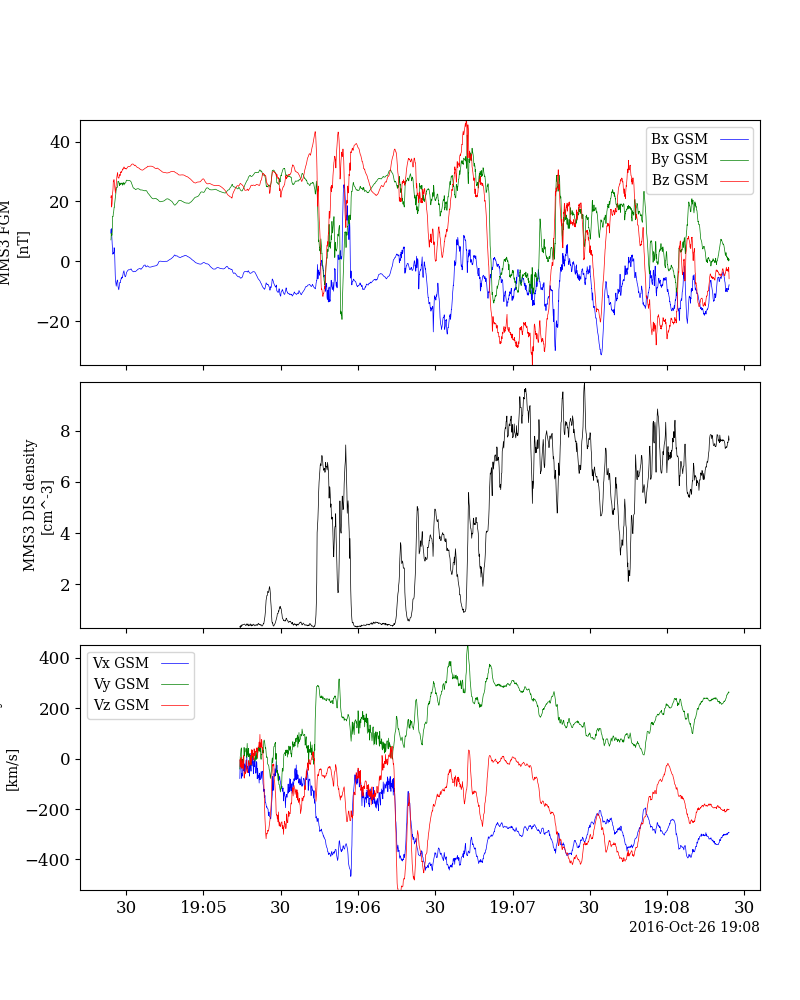 MMS3 FGM
[nT]
40
20
0
−20
Bx GSM
By GSM
Bz GSM
MMS3 DIS density
[cm^-3]
8
6
4
2
[km/s]
400
200
0
−200
−400
Vx GSM
Vy GSM
Vz GSM
30
19:05
30
19:06
30
19:07
30
19:08
30
2016-Oct-26 19:08